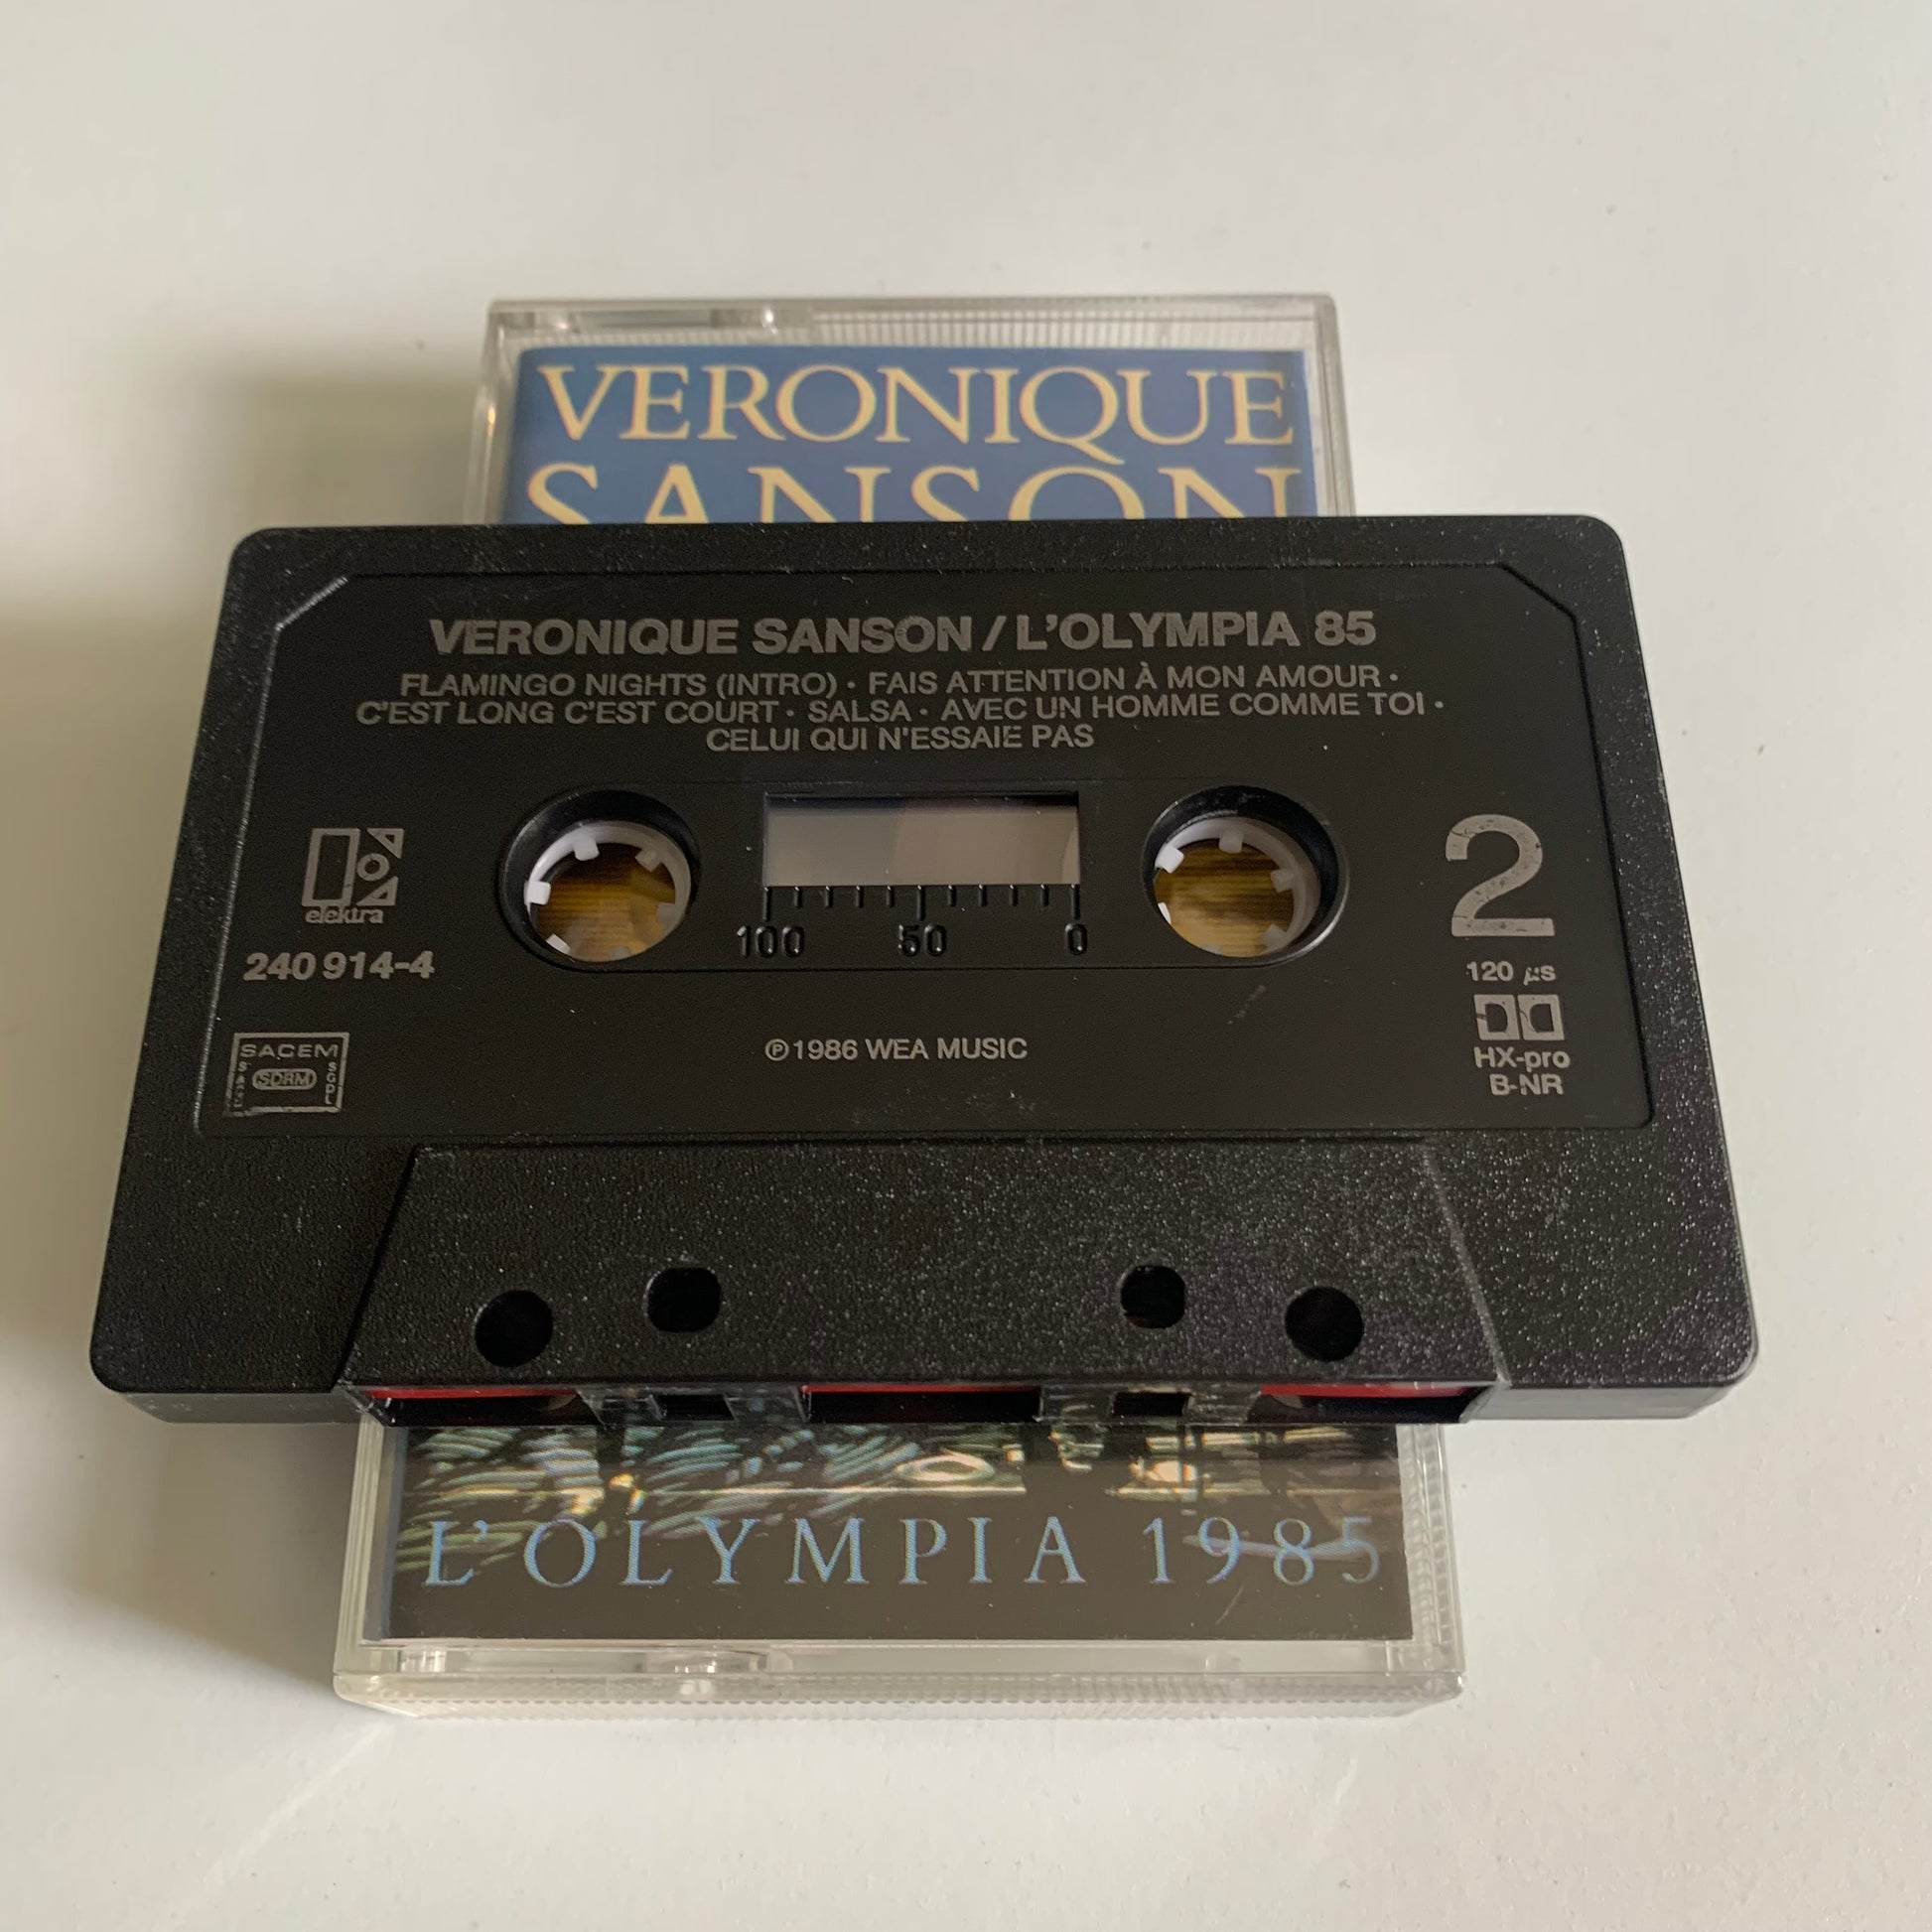 VERONIQUE
SANSON
VERONIQUE SANSON / L'OLYMPIA 85
FLAMINGO NIGHTS (INTRO) · FAIS ATTENTION À MON AMOUR ·
C'EST LONG C'EST COURT · SALSA · AVEC UN HOMME COMME TOI ·
CELUI QUI N'ESSAIE PAS
elektra
240 914-4
100 50 0
2
120 µs
HX-pro
B-NR
SACEM
SDRM
SGDL
℗ 1986 WEA MUSIC
L'OLYMPIA 1985